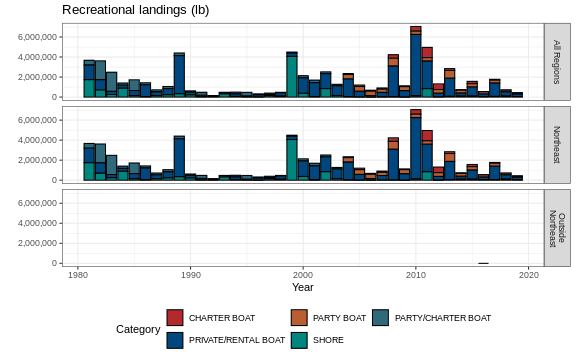 Recreational landings (lb)
6,000,000
4,000,000
2,000,000
0
All Regions
6,000,000
4,000,000
2,000,000
0
Northeast
6,000,000
4,000,000
2,000,000
0
Outside
Northeast
1980
1990
2000
2010
2020
Year
Category
CHARTER BOAT
PARTY BOAT
PARTY/CHARTER BOAT
PRIVATE/RENTAL BOAT
SHORE